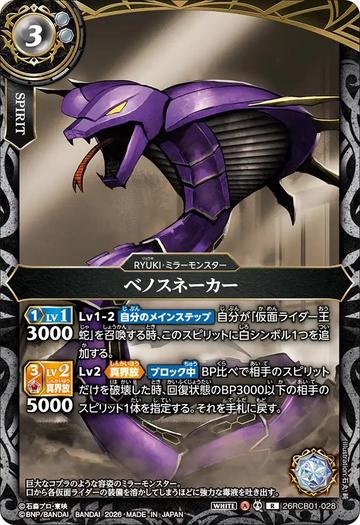 3
SPIRIT
RYUKI・ミラーモンスター
ベノスネーカー
1 LV1 3000
Lv1-2 自分のメインステップ 自分が「仮面ライダー王
蛇」を召喚する時、このスピリットに白シンボル1つを追
加する。
3 LV2 真界放 5000
Lv2 真界放 ブロック中 BP比べで相手のスピリット
だけを破壊した時、回復状態のBP3000以下の相手の
スピリット1体を指定する。それを手札に戻す。
巨大なコブラのような容姿のミラーモンスター。
口から各仮面ライダーの装備を溶かしてしまうほどに強力な毒液を吐き出す。
©石森プロ・東映
©BNP/BANDAI BANDAI 2026・MADE IN JAPAN
WHITE A R 26RCB01-028